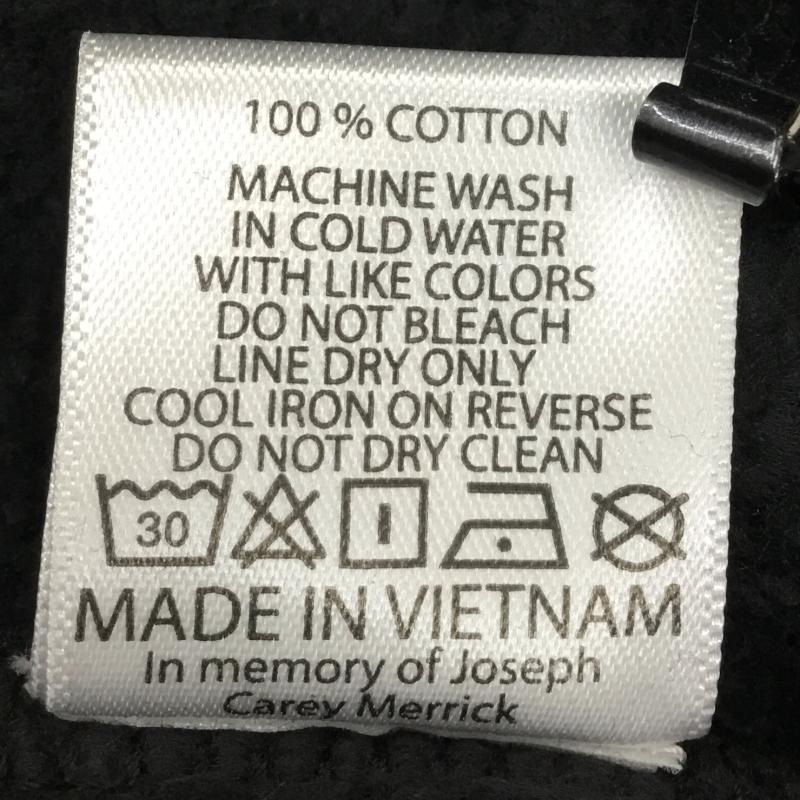 100 % COTTON
MACHINE WASH
IN COLD WATER
WITH LIKE COLORS
DO NOT BLEACH
LINE DRY ONLY
COOL IRON ON REVERSE
DO NOT DRY CLEAN
30
MADE IN VIETNAM
In memory of Joseph
Carey Merrick